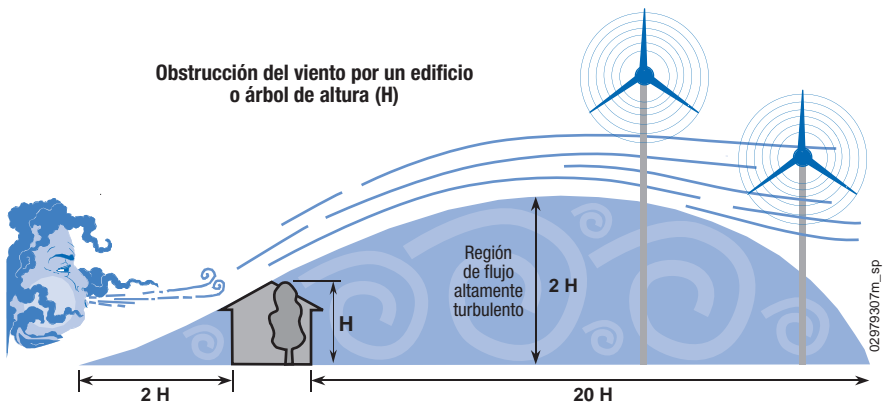 Obstrucción del viento por un edificio
o árbol de altura (H)
Región
de flujo
altamente
turbulento
2 H
H
2 H
20 H
02979307m_sp